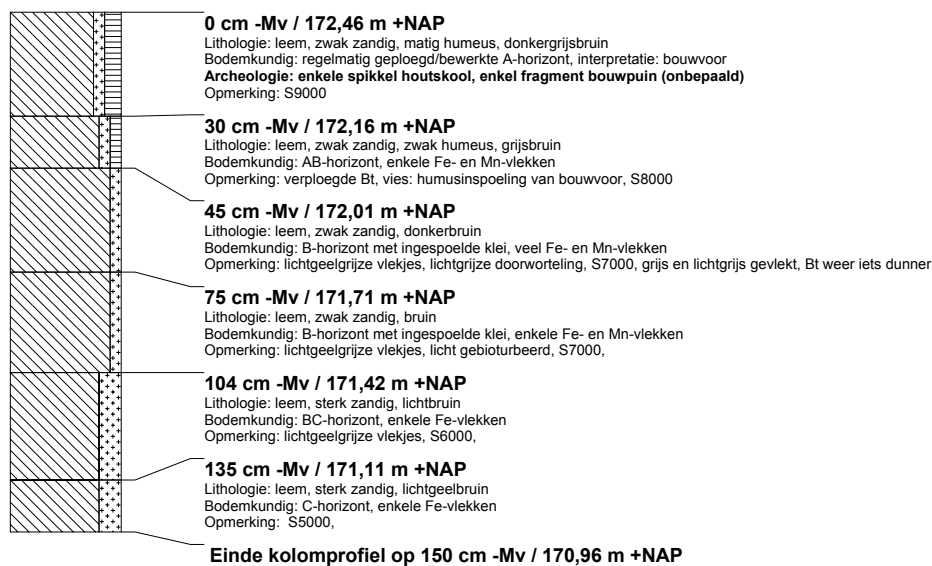 0 cm -Mv / 172,46 m +NAP
Lithologie: leem, zwak zandig, matig humeus, donkergrijsbruin
Bodemkundig: regelmatig geploegd/bewerkte A-horizont, interpretatie: bouwvoor
Archeologie: enkele spikkel houtskool, enkel fragment bouwpuin (onbepaald)
Opmerking: S9000
30 cm -Mv / 172,16 m +NAP
Lithologie: leem, zwak zandig, zwak humeus, grijsbruin
Bodemkundig: AB-horizont, enkele Fe- en Mn-vlekken
Opmerking: verploegde Bt, vies: humusinspoeling van bouwvoor, S8000
45 cm -Mv / 172,01 m +NAP
Lithologie: leem, zwak zandig, donkerbruin
Bodemkundig: B-horizont met ingespoelde klei, veel Fe- en Mn-vlekken
Opmerking: lichtgeelgrijze vlekjes, lichtgrijze doorworteling, S7000, grijs en lichtgrijs gevlekt, Bt weer iets dunner
75 cm -Mv / 171,71 m +NAP
Lithologie: leem, zwak zandig, bruin
Bodemkundig: B-horizont met ingespoelde klei, enkele Fe- en Mn-vlekken
Opmerking: lichtgeelgrijze vlekjes, licht gebioturbeerd, S7000,
104 cm -Mv / 171,42 m +NAP
Lithologie: leem, sterk zandig, lichtbruin
Bodemkundig: BC-horizont, enkele Fe-vlekken
Opmerking: lichtgeelgrijze vlekjes, S6000,
135 cm -Mv / 171,11 m +NAP
Lithologie: leem, sterk zandig, lichtgeelbruin
Bodemkundig: C-horizont, enkele Fe-vlekken
Opmerking: S5000,
Einde kolomprofiel op 150 cm -Mv / 170,96 m +NAP